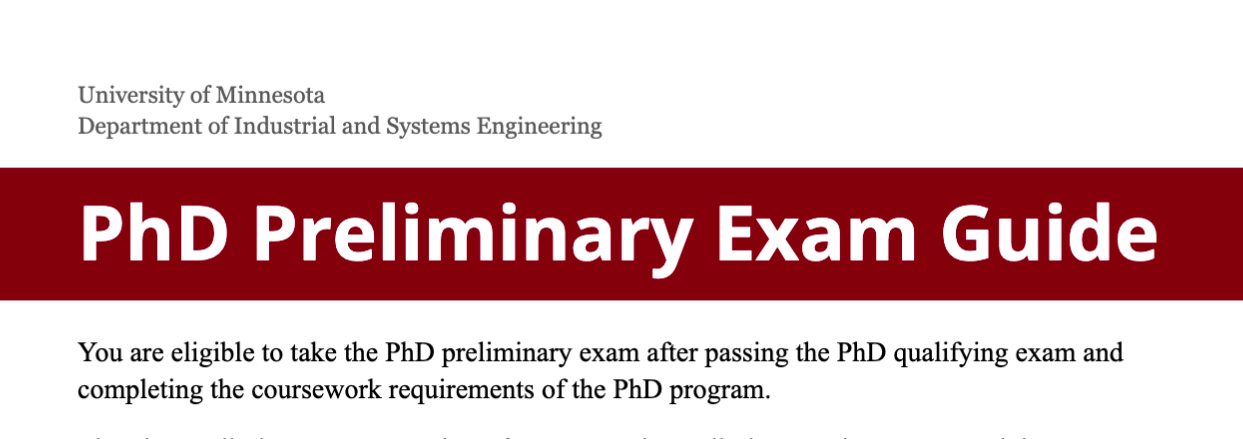 University of Minnesota
Department of Industrial and Systems Engineering
PhD Preliminary Exam Guide
You are eligible to take the PhD preliminary exam after passing the PhD qualifying exam and
completing the coursework requirements of the PhD program.